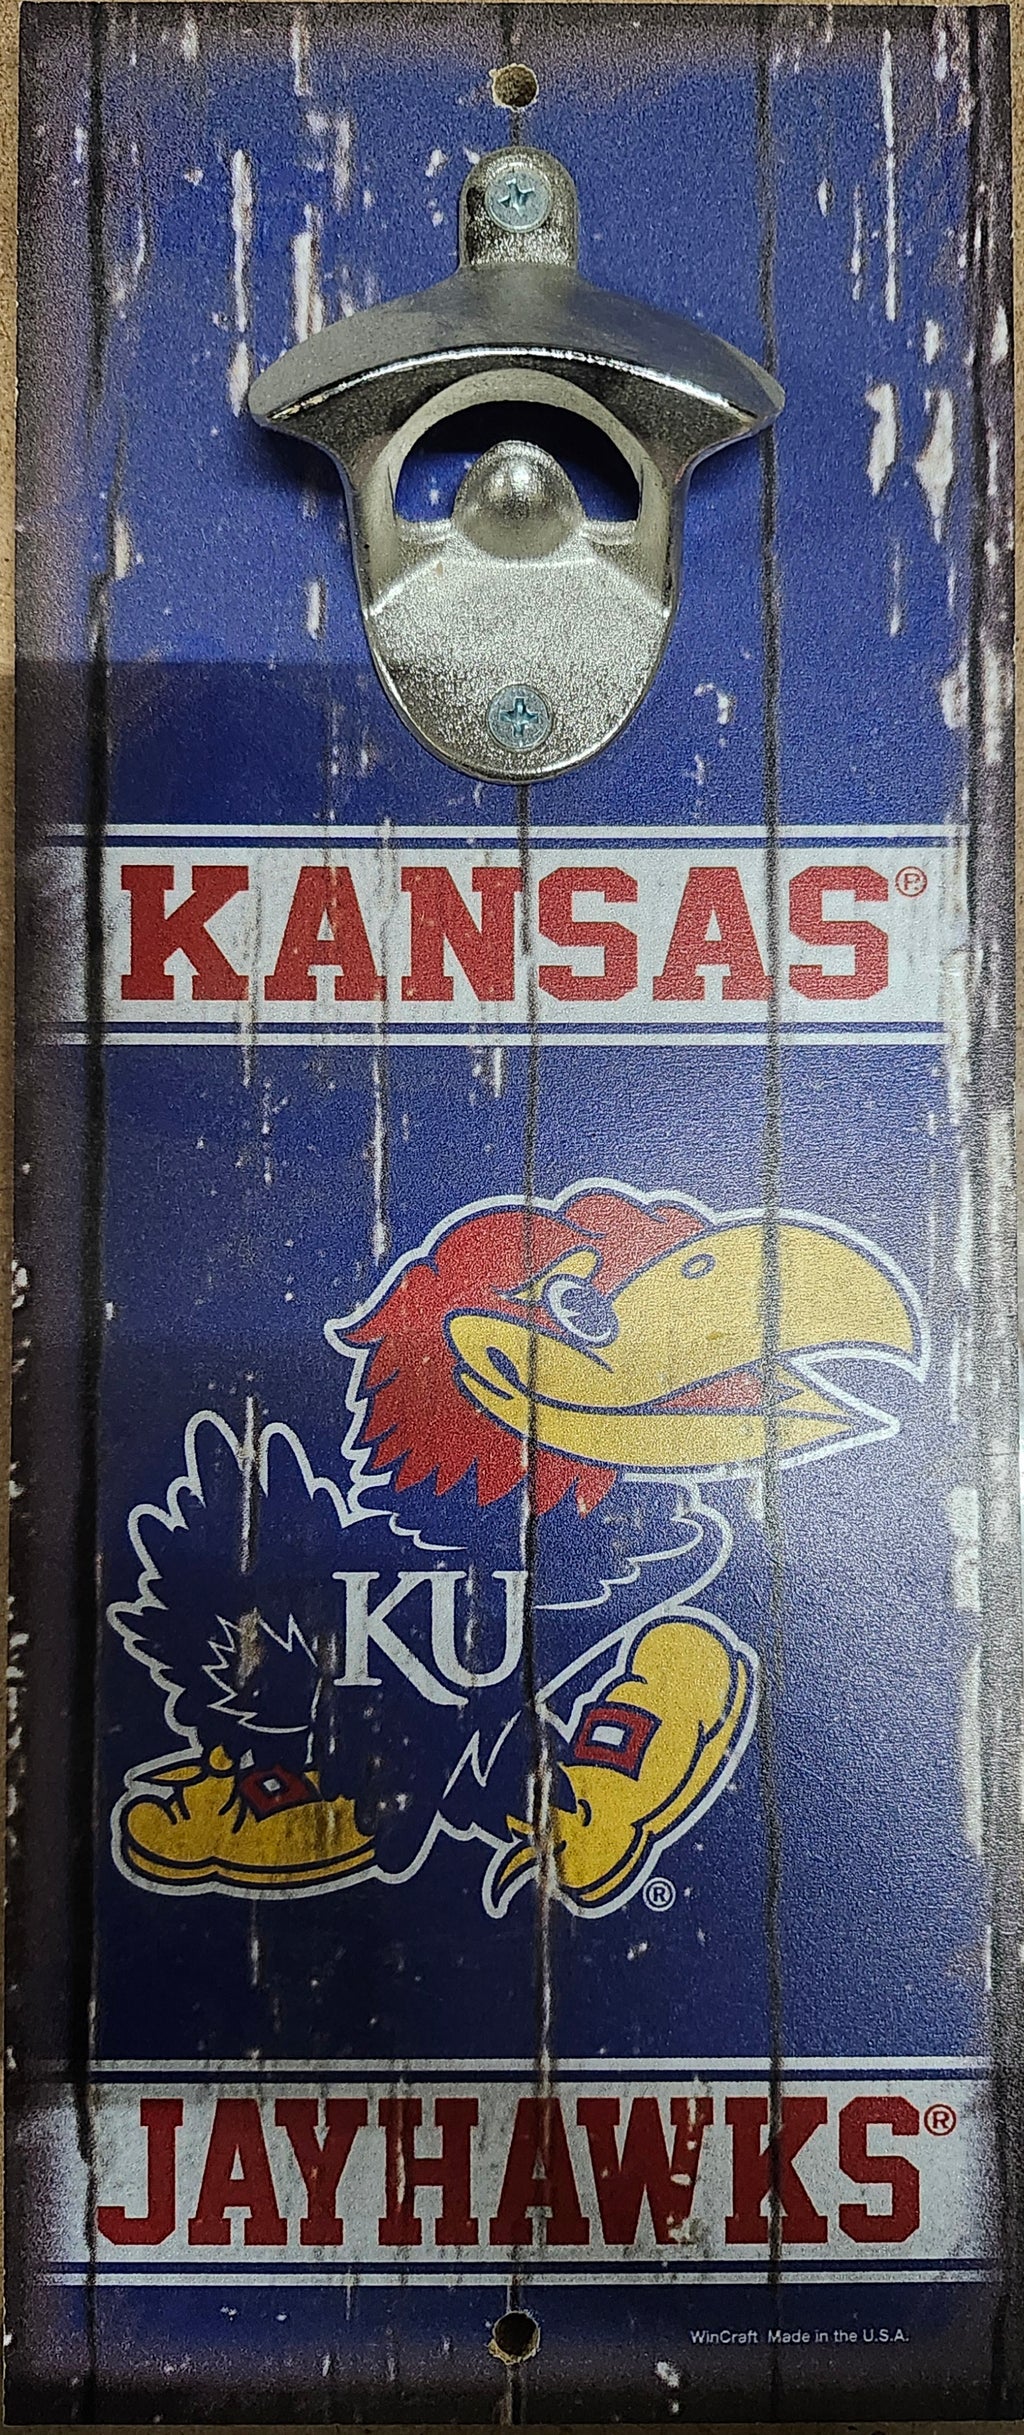 KANSAS®
KU
®
JAYHAWKS®
WinCraft Made in the U.S.A.